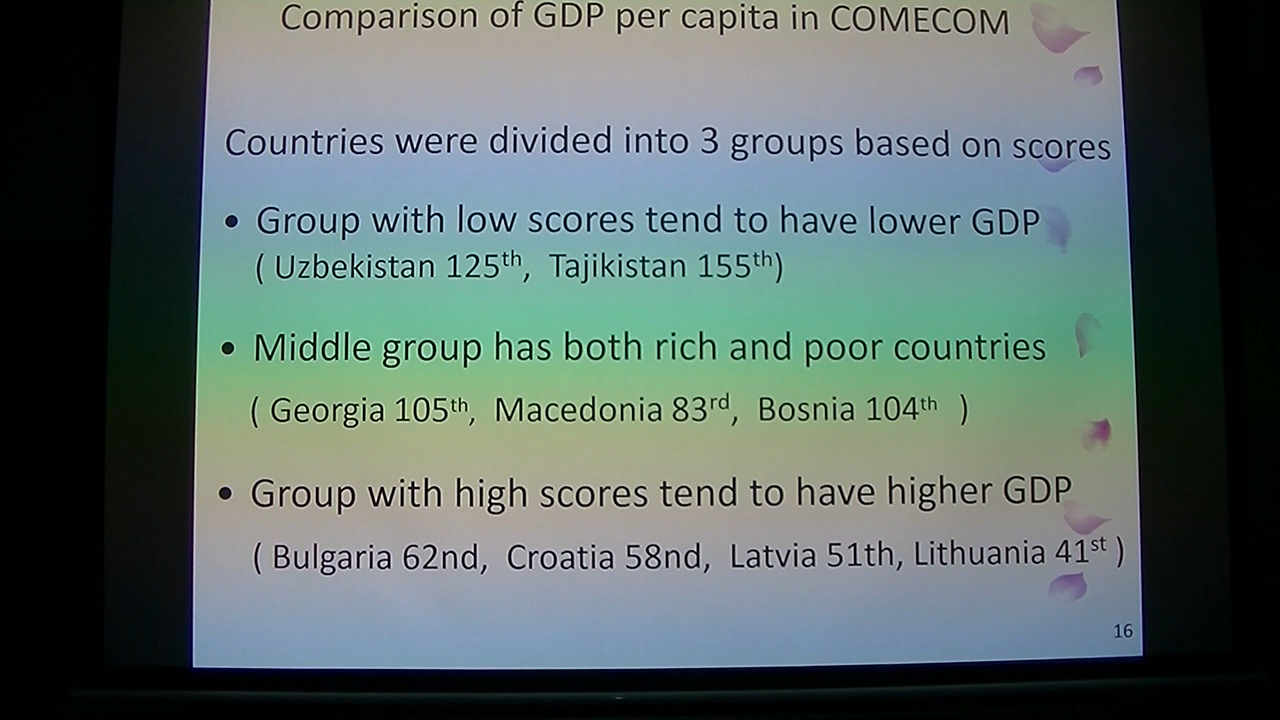 Comparison of GDP per capita in COMECOM
Countries were divided into 3 groups based on scores
• Group with low scores tend to have lower GDP
( Uzbekistan 125th, Tajikistan 155th)
• Middle group has both rich and poor countries
( Georgia 105th, Macedonia 83rd, Bosnia 104th )
• Group with high scores tend to have higher GDP
( Bulgaria 62nd, Croatia 58nd, Latvia 51th, Lithuania 41st )
16